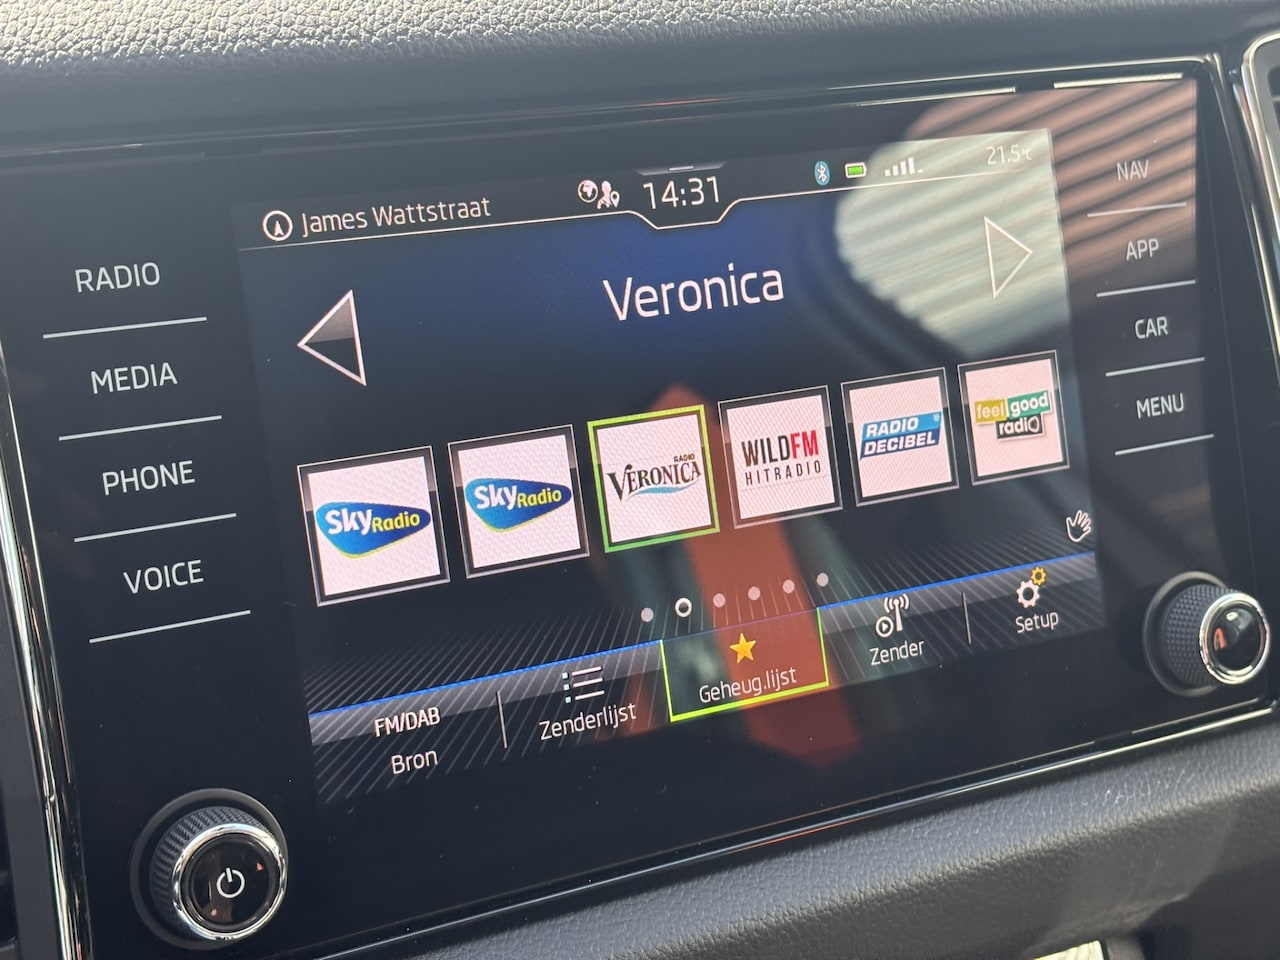 James Wattstraat
14:31
21.5°C
Veronica
RADIO
MEDIA
PHONE
VOICE
NAV
APP
CAR
MENU
Sky Radio
Sky Radio
RADIO
VERONICA
WILDFM
HITRADIO
RADIO
DECIBEL
feel good
radio
FM/DAB
Bron
Zenderlijst
Geheug.lijst
Zender
Setup